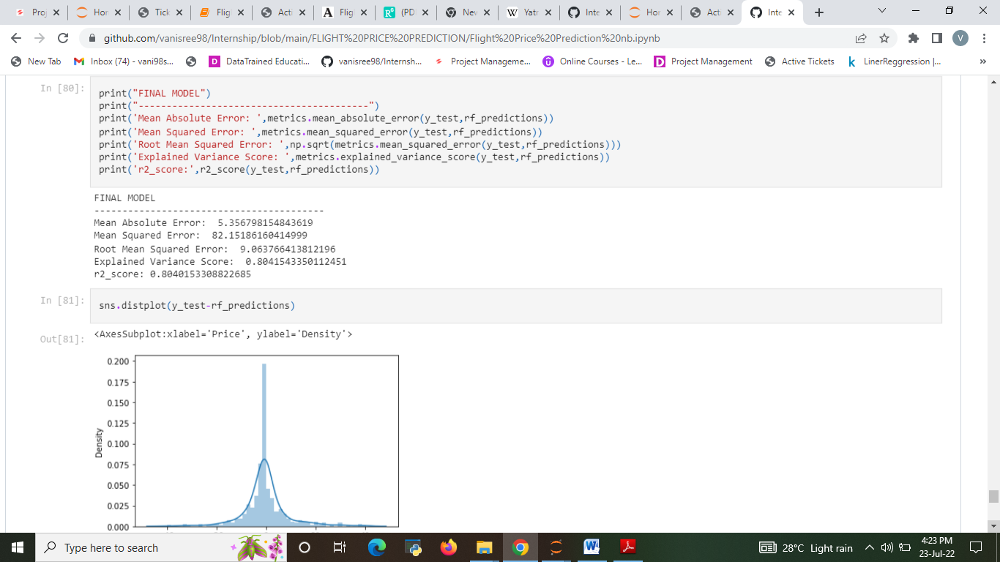 Proj
Hor
Tick
Fligh
Acti
Fligh
(PD
New
Yatr
Inte
Hor
Acti
Inte
github.com/vanisree98/Internship/blob/main/FLIGHT%20PRICE%20PREDICTION/Flight%20Price%20Prediction%20nb.ipynb
V
New Tab
Inbox (74) - vani98s...
DataTrained Educati...
vanisree98/Internsh...
Project Manageme...
Online Courses - Le...
Project Management
Active Tickets
LinerReggression |...
In [80]:
print("FINAL MODEL")
print("-----------------------------------------")
print('Mean Absolute Error: ',metrics.mean_absolute_error(y_test,rf_predictions))
print('Mean Squared Error: ',metrics.mean_squared_error(y_test,rf_predictions))
print('Root Mean Squared Error: ',np.sqrt(metrics.mean_squared_error(y_test,rf_predictions)))
print('Explained Variance Score: ',metrics.explained_variance_score(y_test,rf_predictions))
print('r2_score:',r2_score(y_test,rf_predictions))
FINAL MODEL
-----------------------------------------
Mean Absolute Error:  5.356798154843619
Mean Squared Error:  82.15186160414999
Root Mean Squared Error:  9.063766413812196
Explained Variance Score:  0.8041543350112451
r2_score: 0.8040153308822685
In [81]:
sns.distplot(y_test-rf_predictions)
Out[81]:
<AxesSubplot:xlabel='Price', ylabel='Density'>
0.200
0.175
0.150
0.125
0.100
0.075
0.050
0.025
0.000
Density
Type here to search
28°C Light rain
4:23 PM
23-Jul-22